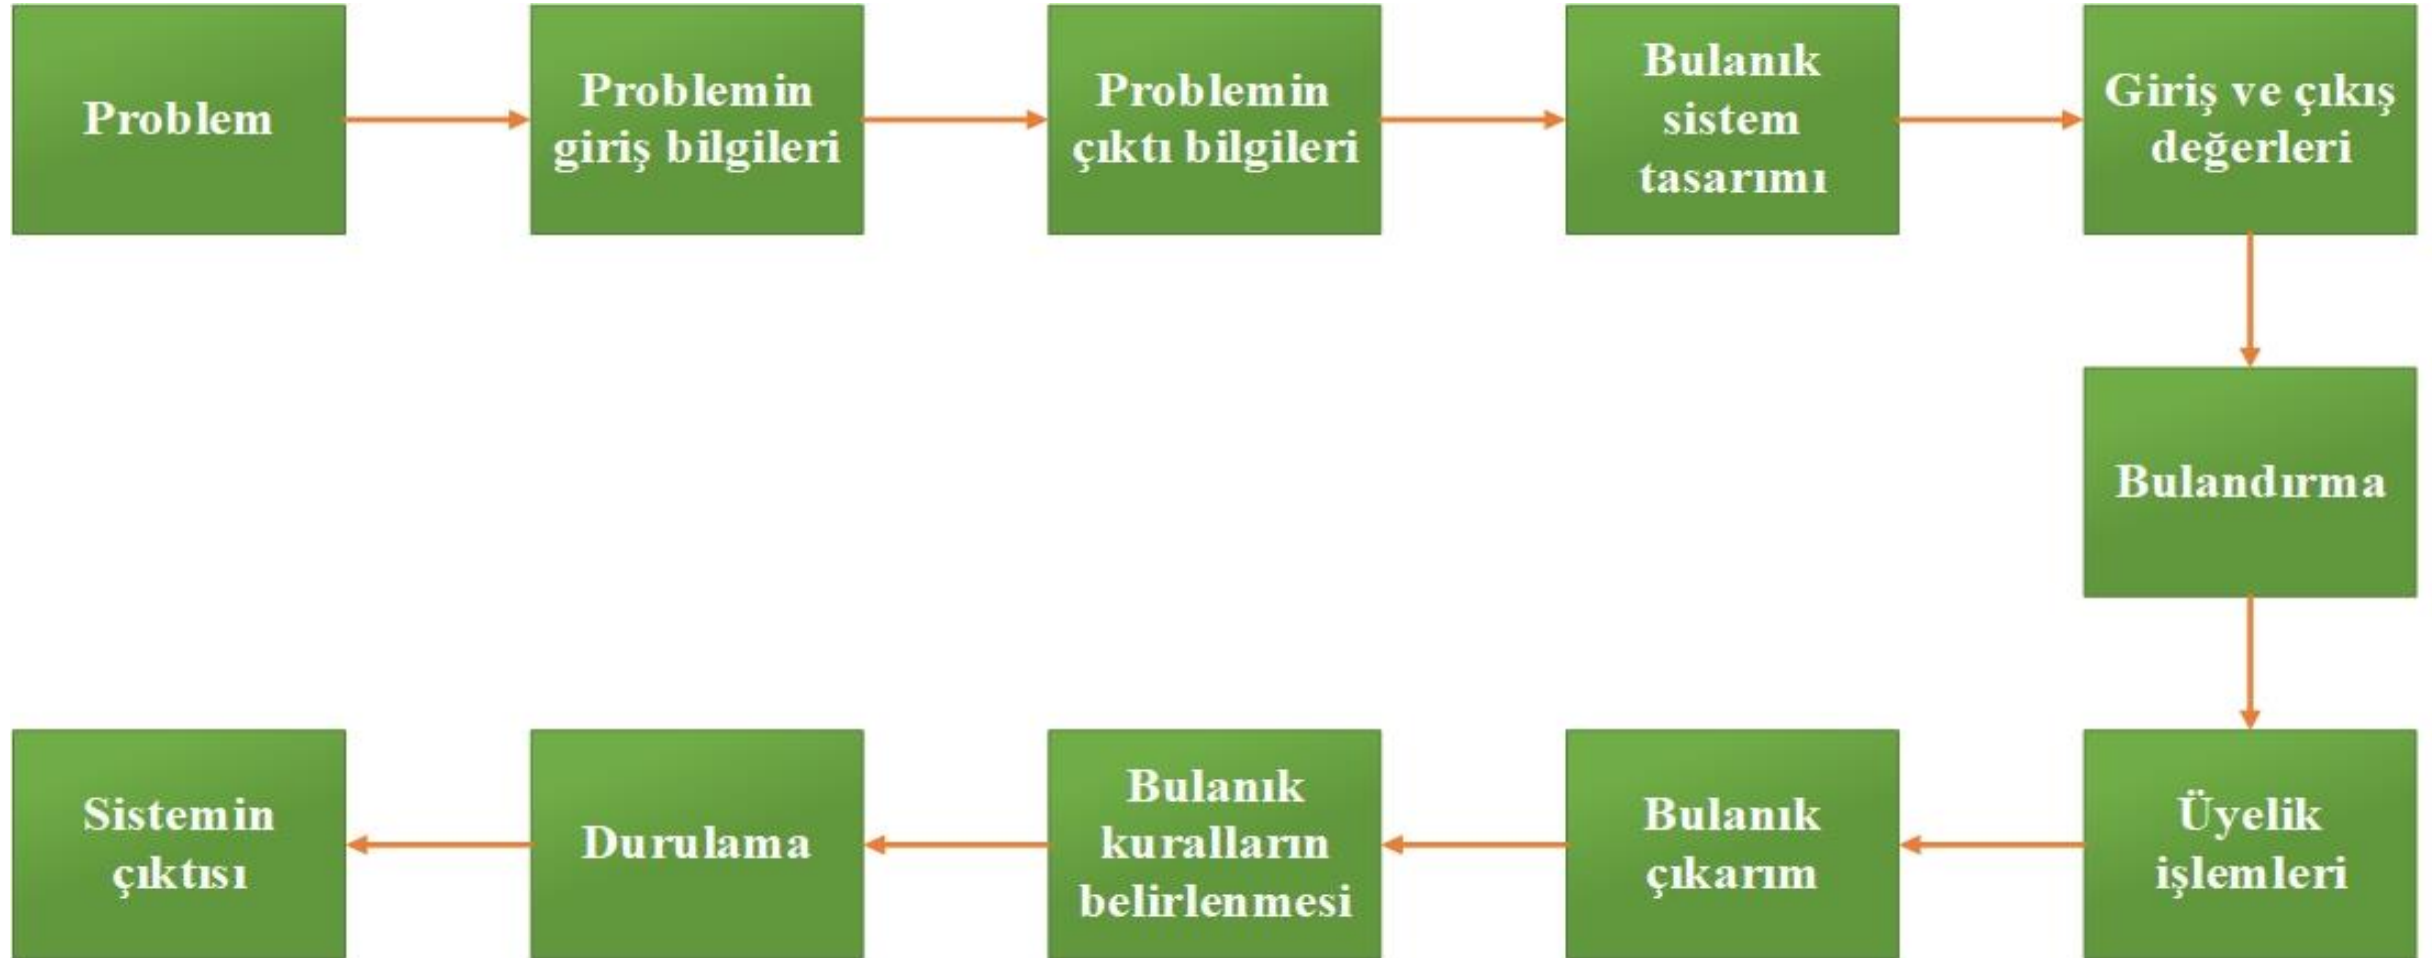 Problem
Problemin
giriş bilgileri
Problemin
çıktı bilgileri
Bulanık
sistem
tasarımı
Giriş ve çıkış
değerleri
Bulandırma
Üyelik
işlemleri
Bulanık
çıkarım
Bulanık
kuralların
belirlenmesi
Durulama
Sistemin
çıktısı